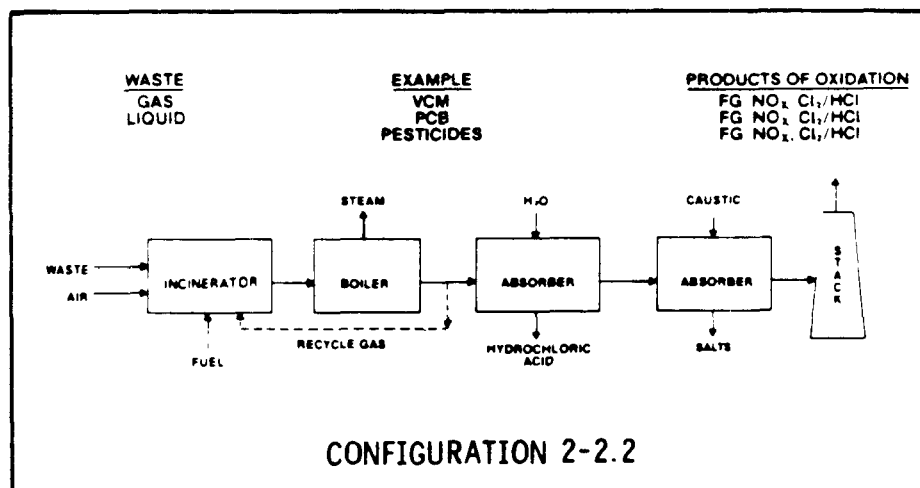 WASTE
GAS
LIQUID
EXAMPLE
VCM
PCB
PESTICIDES
PRODUCTS OF OXIDATION
FG NOx, Cl₂/HCl
FG NOx, Cl₂/HCl
FG NOx, Cl₂/HCl
STEAM
H₂O
CAUSTIC
WASTE
AIR
INCINERATOR
BOILER
ABSORBER
ABSORBER
STACK
RECYCLE GAS
FUEL
HYDROCHLORIC
ACID
SALTS
CONFIGURATION 2-2.2